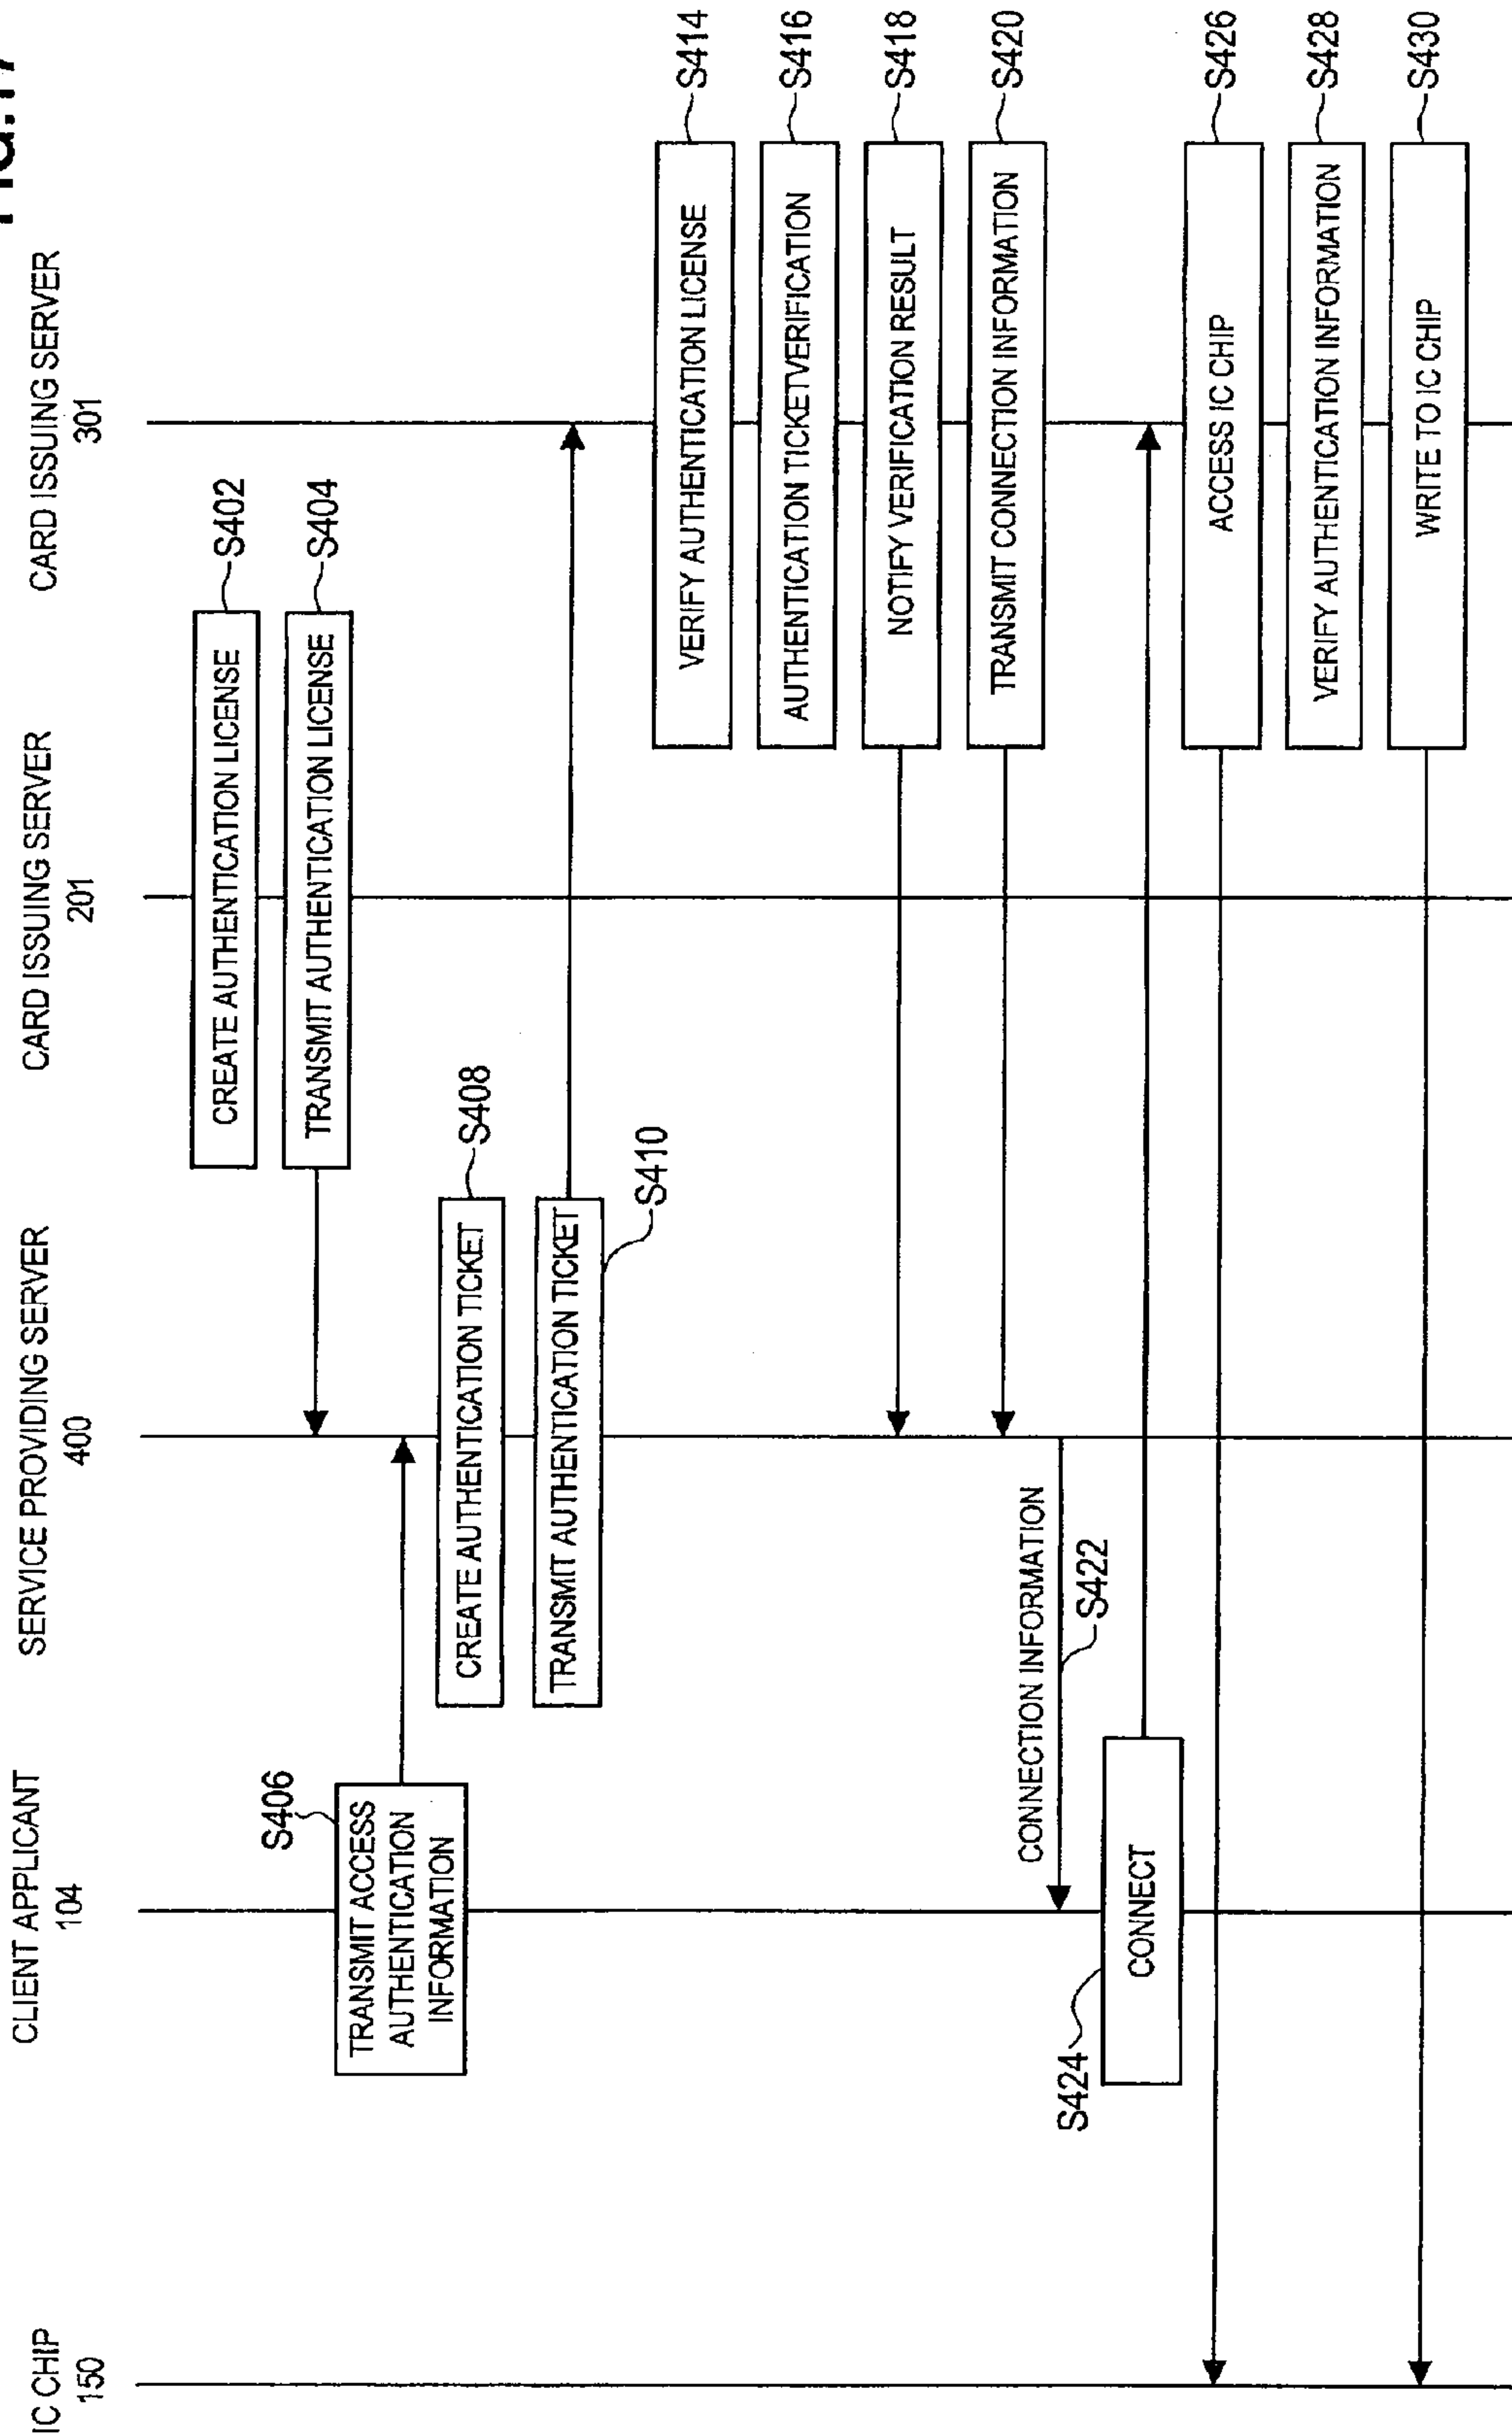 IC CHIP
150
CLIENT APPLICANT
104
SERVICE PROVIDING SERVER
400
CARD ISSUING SERVER
201
CARD ISSUING SERVER
301
CREATE AUTHENTICATION LICENSE
S402
TRANSMIT AUTHENTICATION LICENSE
S404
S406
TRANSMIT ACCESS
AUTHENTICATION
INFORMATION
CREATE AUTHENTICATION TICKET
S408
TRANSMIT AUTHENTICATION TICKET
S410
VERIFY AUTHENTICATION LICENSE
S414
AUTHENTICATION TICKETVERIFICATION
S416
NOTIFY VERIFICATION RESULT
S418
TRANSMIT CONNECTION INFORMATION
S420
CONNECTION INFORMATION
S422
S424
CONNECT
ACCESS IC CHIP
S426
VERIFY AUTHENTICATION INFORMATION
S428
WRITE TO IC CHIP
S430